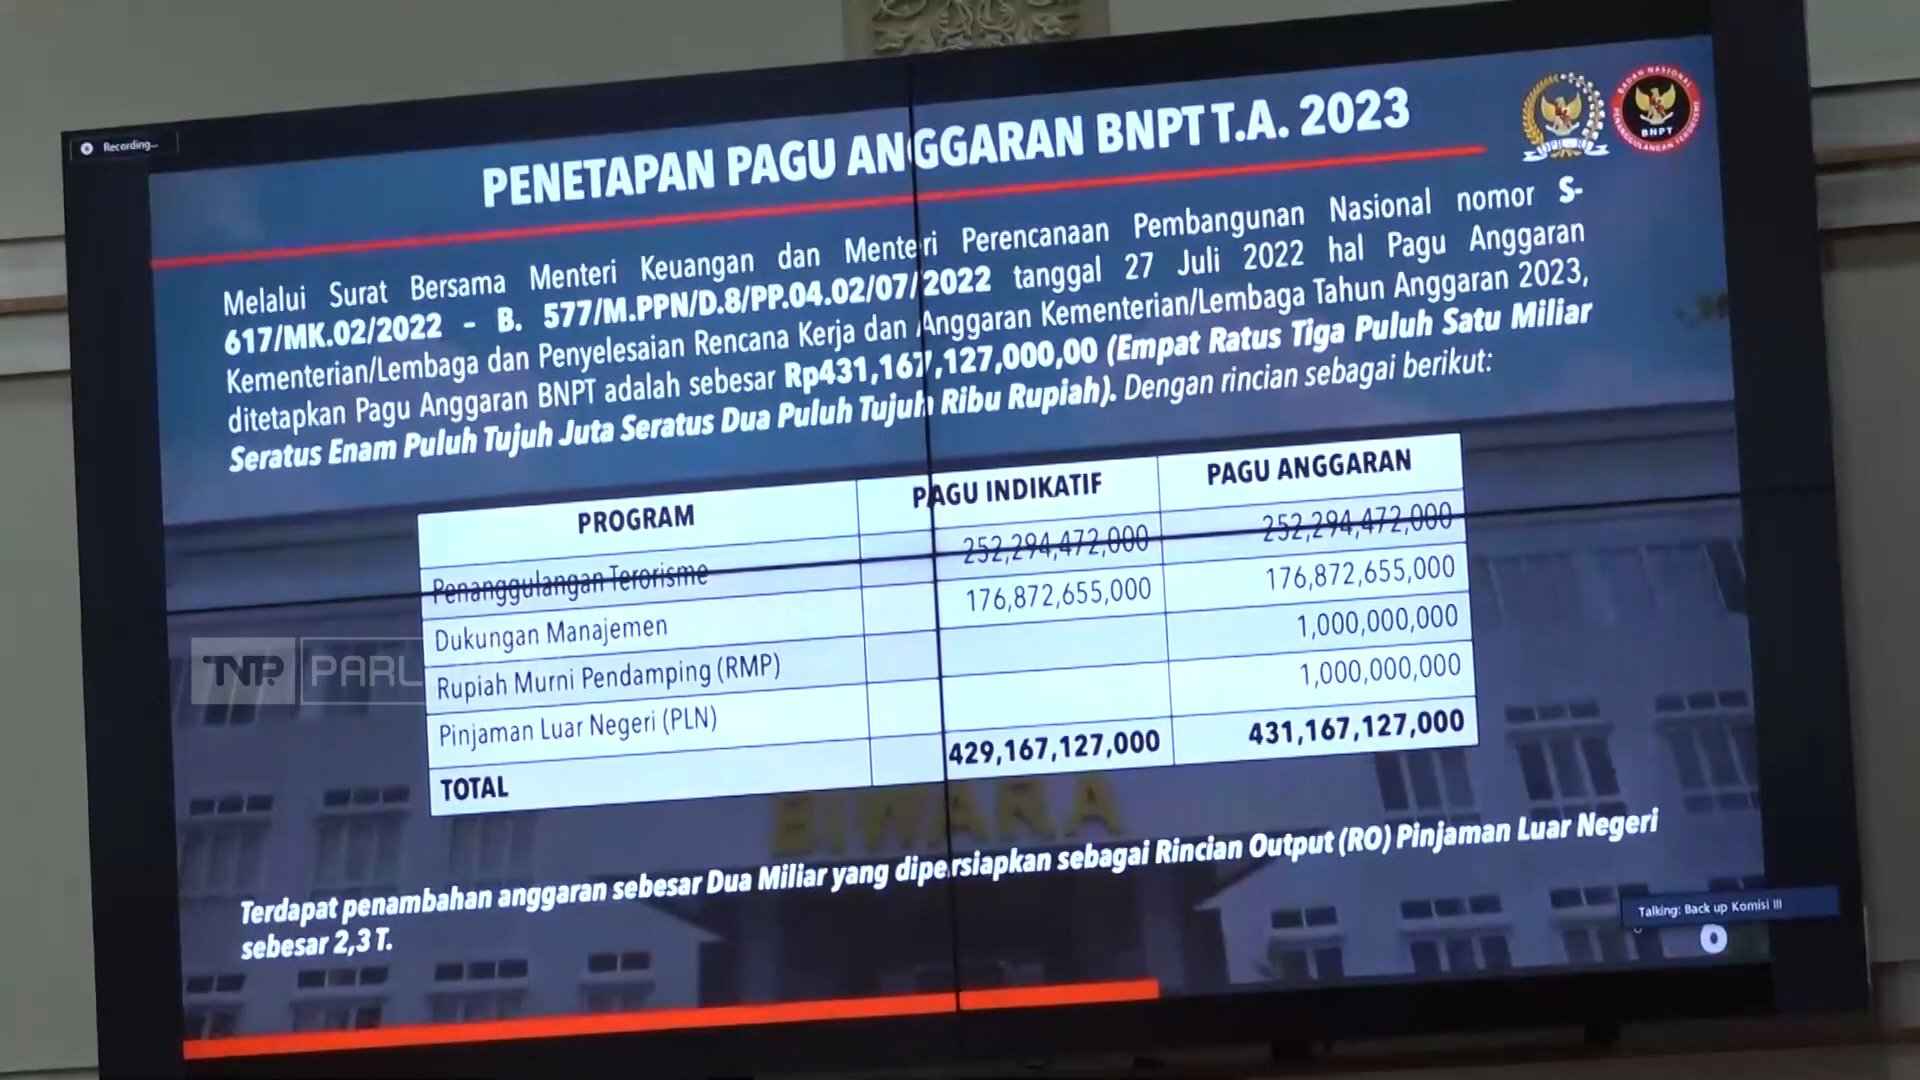 Recording...
PENETAPAN PAGU ANGGARAN BNPT T.A. 2023
BADAN NASIONAL
PENANGGULANGAN TERORISME
BNPT
DPR-RI
Melalui Surat Bersama Menteri Keuangan dan Menteri Perencanaan Pembangunan Nasional nomor S-
617/MK.02/2022 - B. 577/M.PPN/D.8/PP.04.02/07/2022 tanggal 27 Juli 2022 hal Pagu Anggaran
Kementerian/Lembaga dan Penyelesaian Rencana Kerja dan Anggaran Kementerian/Lembaga Tahun Anggaran 2023,
ditetapkan Pagu Anggaran BNPT adalah sebesar Rp431,167,127,000,00 (Empat Ratus Tiga Puluh Satu Miliar
Seratus Enam Puluh Tujuh Juta Seratus Dua Puluh Tujuh Ribu Rupiah). Dengan rincian sebagai berikut:
PROGRAM PAGU INDIKATIF PAGU ANGGARAN
Penanggulangan Terorisme 252,294,472,000 252,294,472,000
Dukungan Manajemen 176,872,655,000 176,872,655,000
Rupiah Murni Pendamping (RMP) 1,000,000,000
Pinjaman Luar Negeri (PLN) 1,000,000,000
TOTAL 429,167,127,000 431,167,127,000
TNP PARL
BIWARA
Terdapat penambahan anggaran sebesar Dua Miliar yang dipersiapkan sebagai Rincian Output (RO) Pinjaman Luar Negeri
sebesar 2,3 T.
Talking: Back up Komisi III